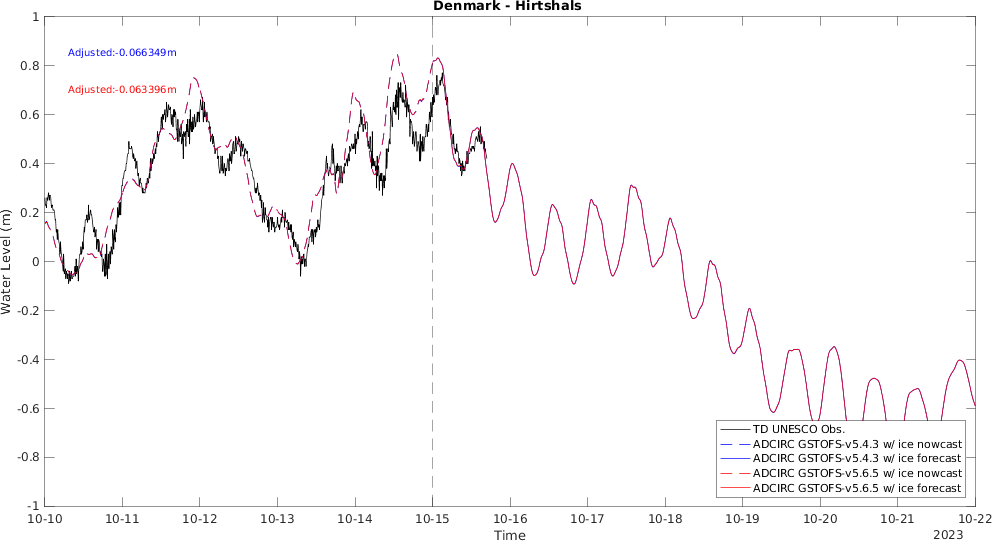 Denmark - Hirtshals
1
0.8
0.6
0.4
0.2
0
-0.2
-0.4
-0.6
-0.8
-1
Water Level (m)
Adjusted:-0.066349m
Adjusted:-0.063396m
TD UNESCO Obs.
ADCIRC GSTOFS-v5.4.3 w/ ice nowcast
ADCIRC GSTOFS-v5.4.3 w/ ice forecast
ADCIRC GSTOFS-v5.6.5 w/ ice nowcast
ADCIRC GSTOFS-v5.6.5 w/ ice forecast
10-10 10-11 10-12 10-13 10-14 10-15 10-16 10-17 10-18 10-19 10-20 10-21 10-22
Time
2023